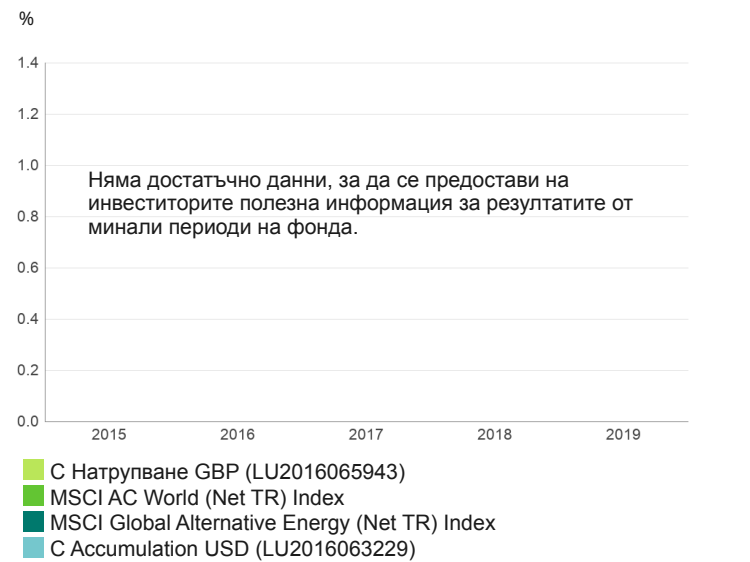 %
1.4
1.2
1.0
Няма достатъчно данни, за да се предостави на
инвеститорите полезна информация за резултатите от
минали периоди на фонда.
0.8
0.6
0.4
0.2
0.0
2015 2016 2017 2018 2019
С Натрупване GBP (LU2016065943)
MSCI AC World (Net TR) Index
MSCI Global Alternative Energy (Net TR) Index
C Accumulation USD (LU2016063229)